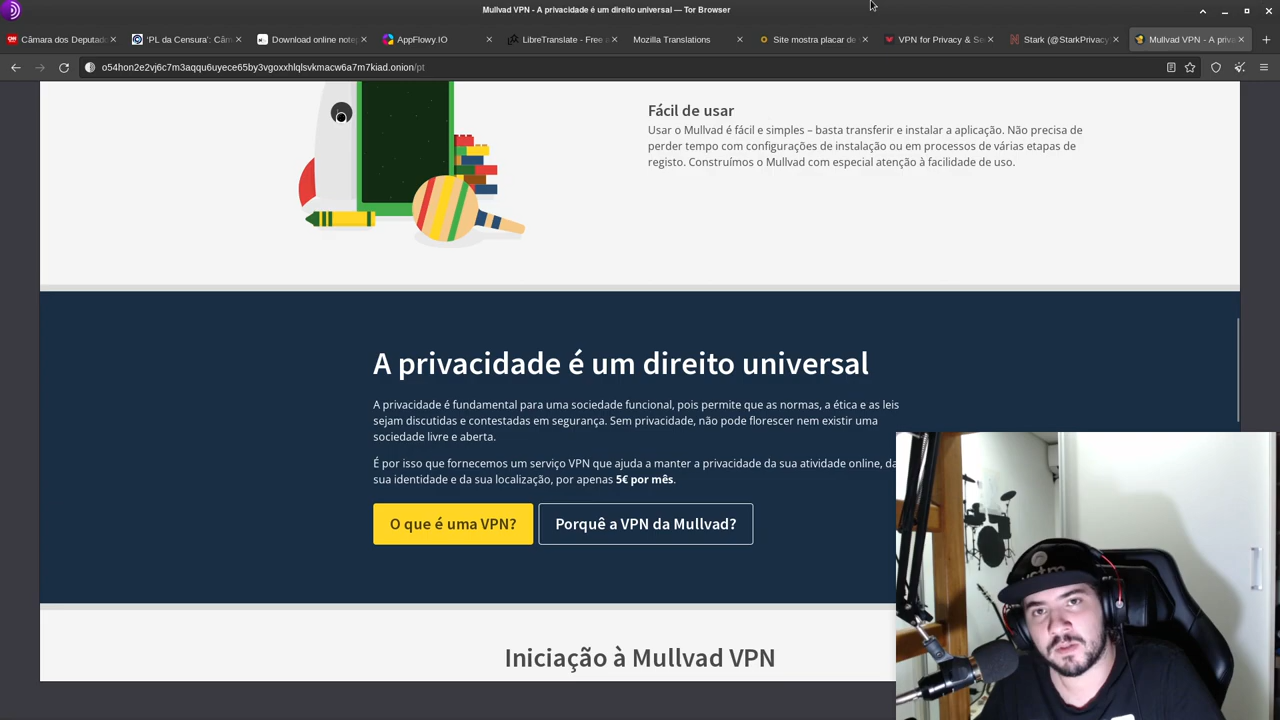 Mullvad VPN - A privacidade é um direito universal — Tor Browser
Câmara dos Deputad
'PL da Censura': Câm
Download online note
AppFlowy.IO
LibreTranslate - Free a
Mozilla Translations
Site mostra placar de
VPN for Privacy & Se
Stark (@StarkPrivacy
Mullvad VPN - A priva
o54hon2e2vj6c7m3aqqu6uyece65by3vgoxxhlqlsvkmacw6a7m7kiad.onion/pt
Fácil de usar
Usar o Mullvad é fácil e simples – basta transferir e instalar a aplicação. Não precisa de
perder tempo com configurações de instalação ou em processos de várias etapas de
registo. Construímos o Mullvad com especial atenção à facilidade de uso.
A privacidade é um direito universal
A privacidade é fundamental para uma sociedade funcional, pois permite que as normas, a ética e as leis
sejam discutidas e contestadas em segurança. Sem privacidade, não pode florescer nem existir uma
sociedade livre e aberta.
É por isso que fornecemos um serviço VPN que ajuda a manter a privacidade da sua atividade online, da
sua identidade e da sua localização, por apenas 5€ por mês.
O que é uma VPN?
Porquê a VPN da Mullvad?
Iniciação à Mullvad VPN